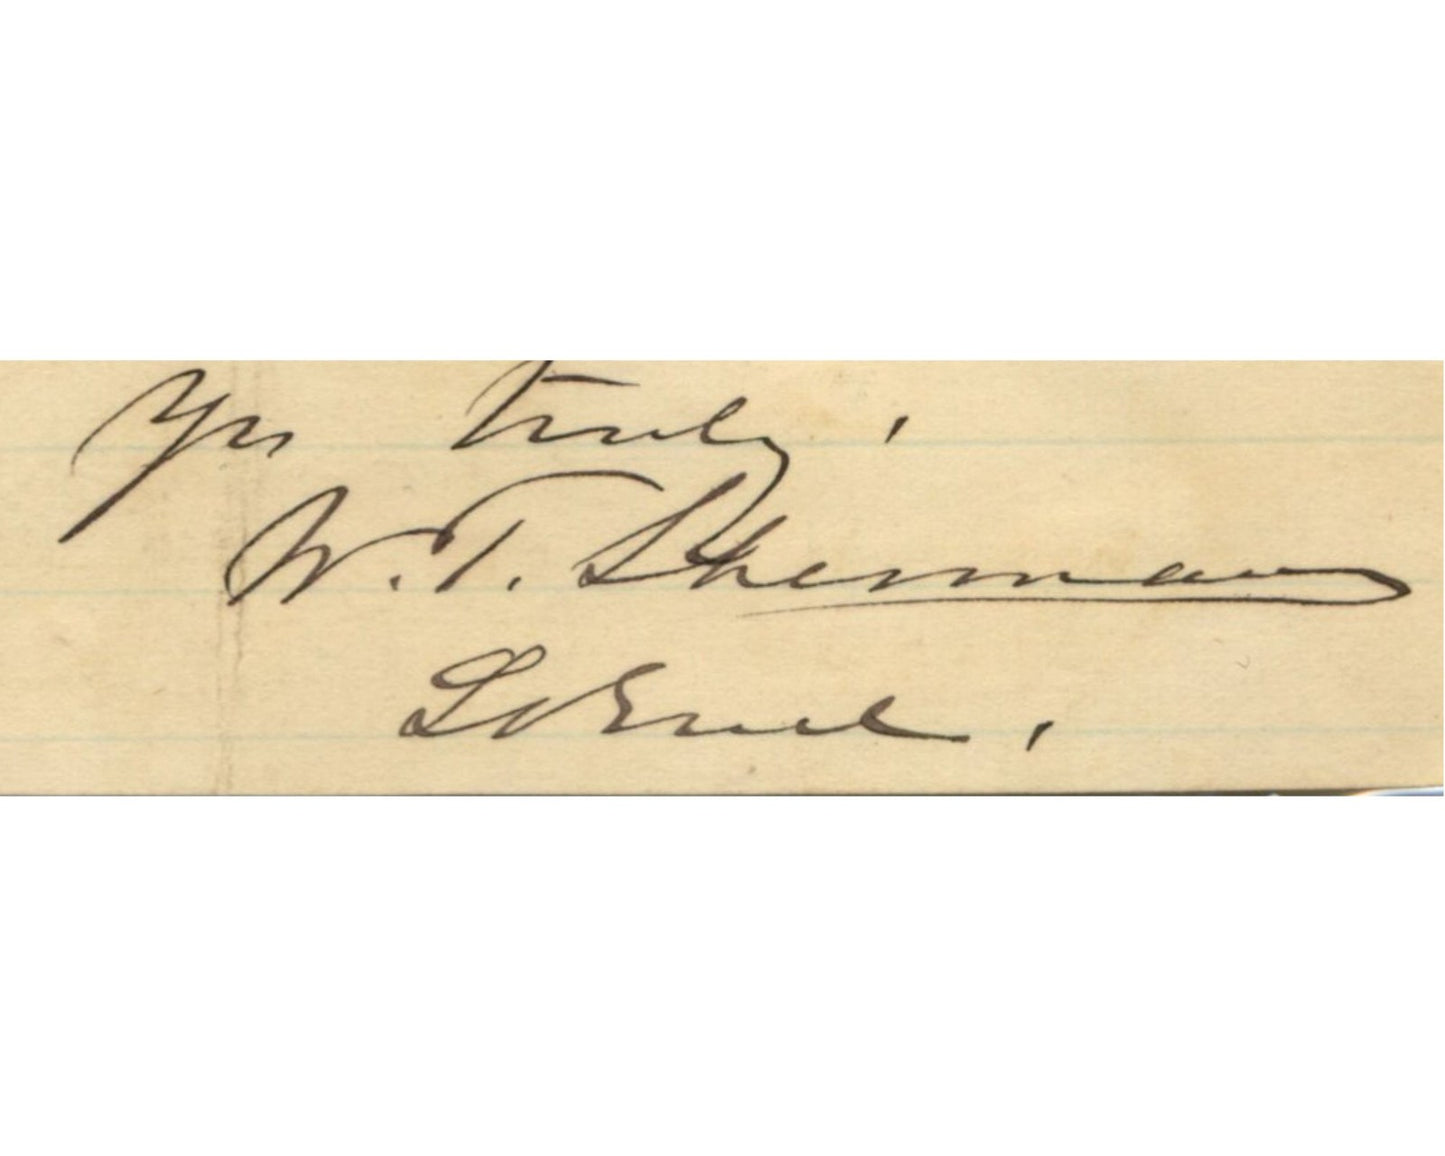 Yrs truly,
W. T. Sherman
Lt Genl.